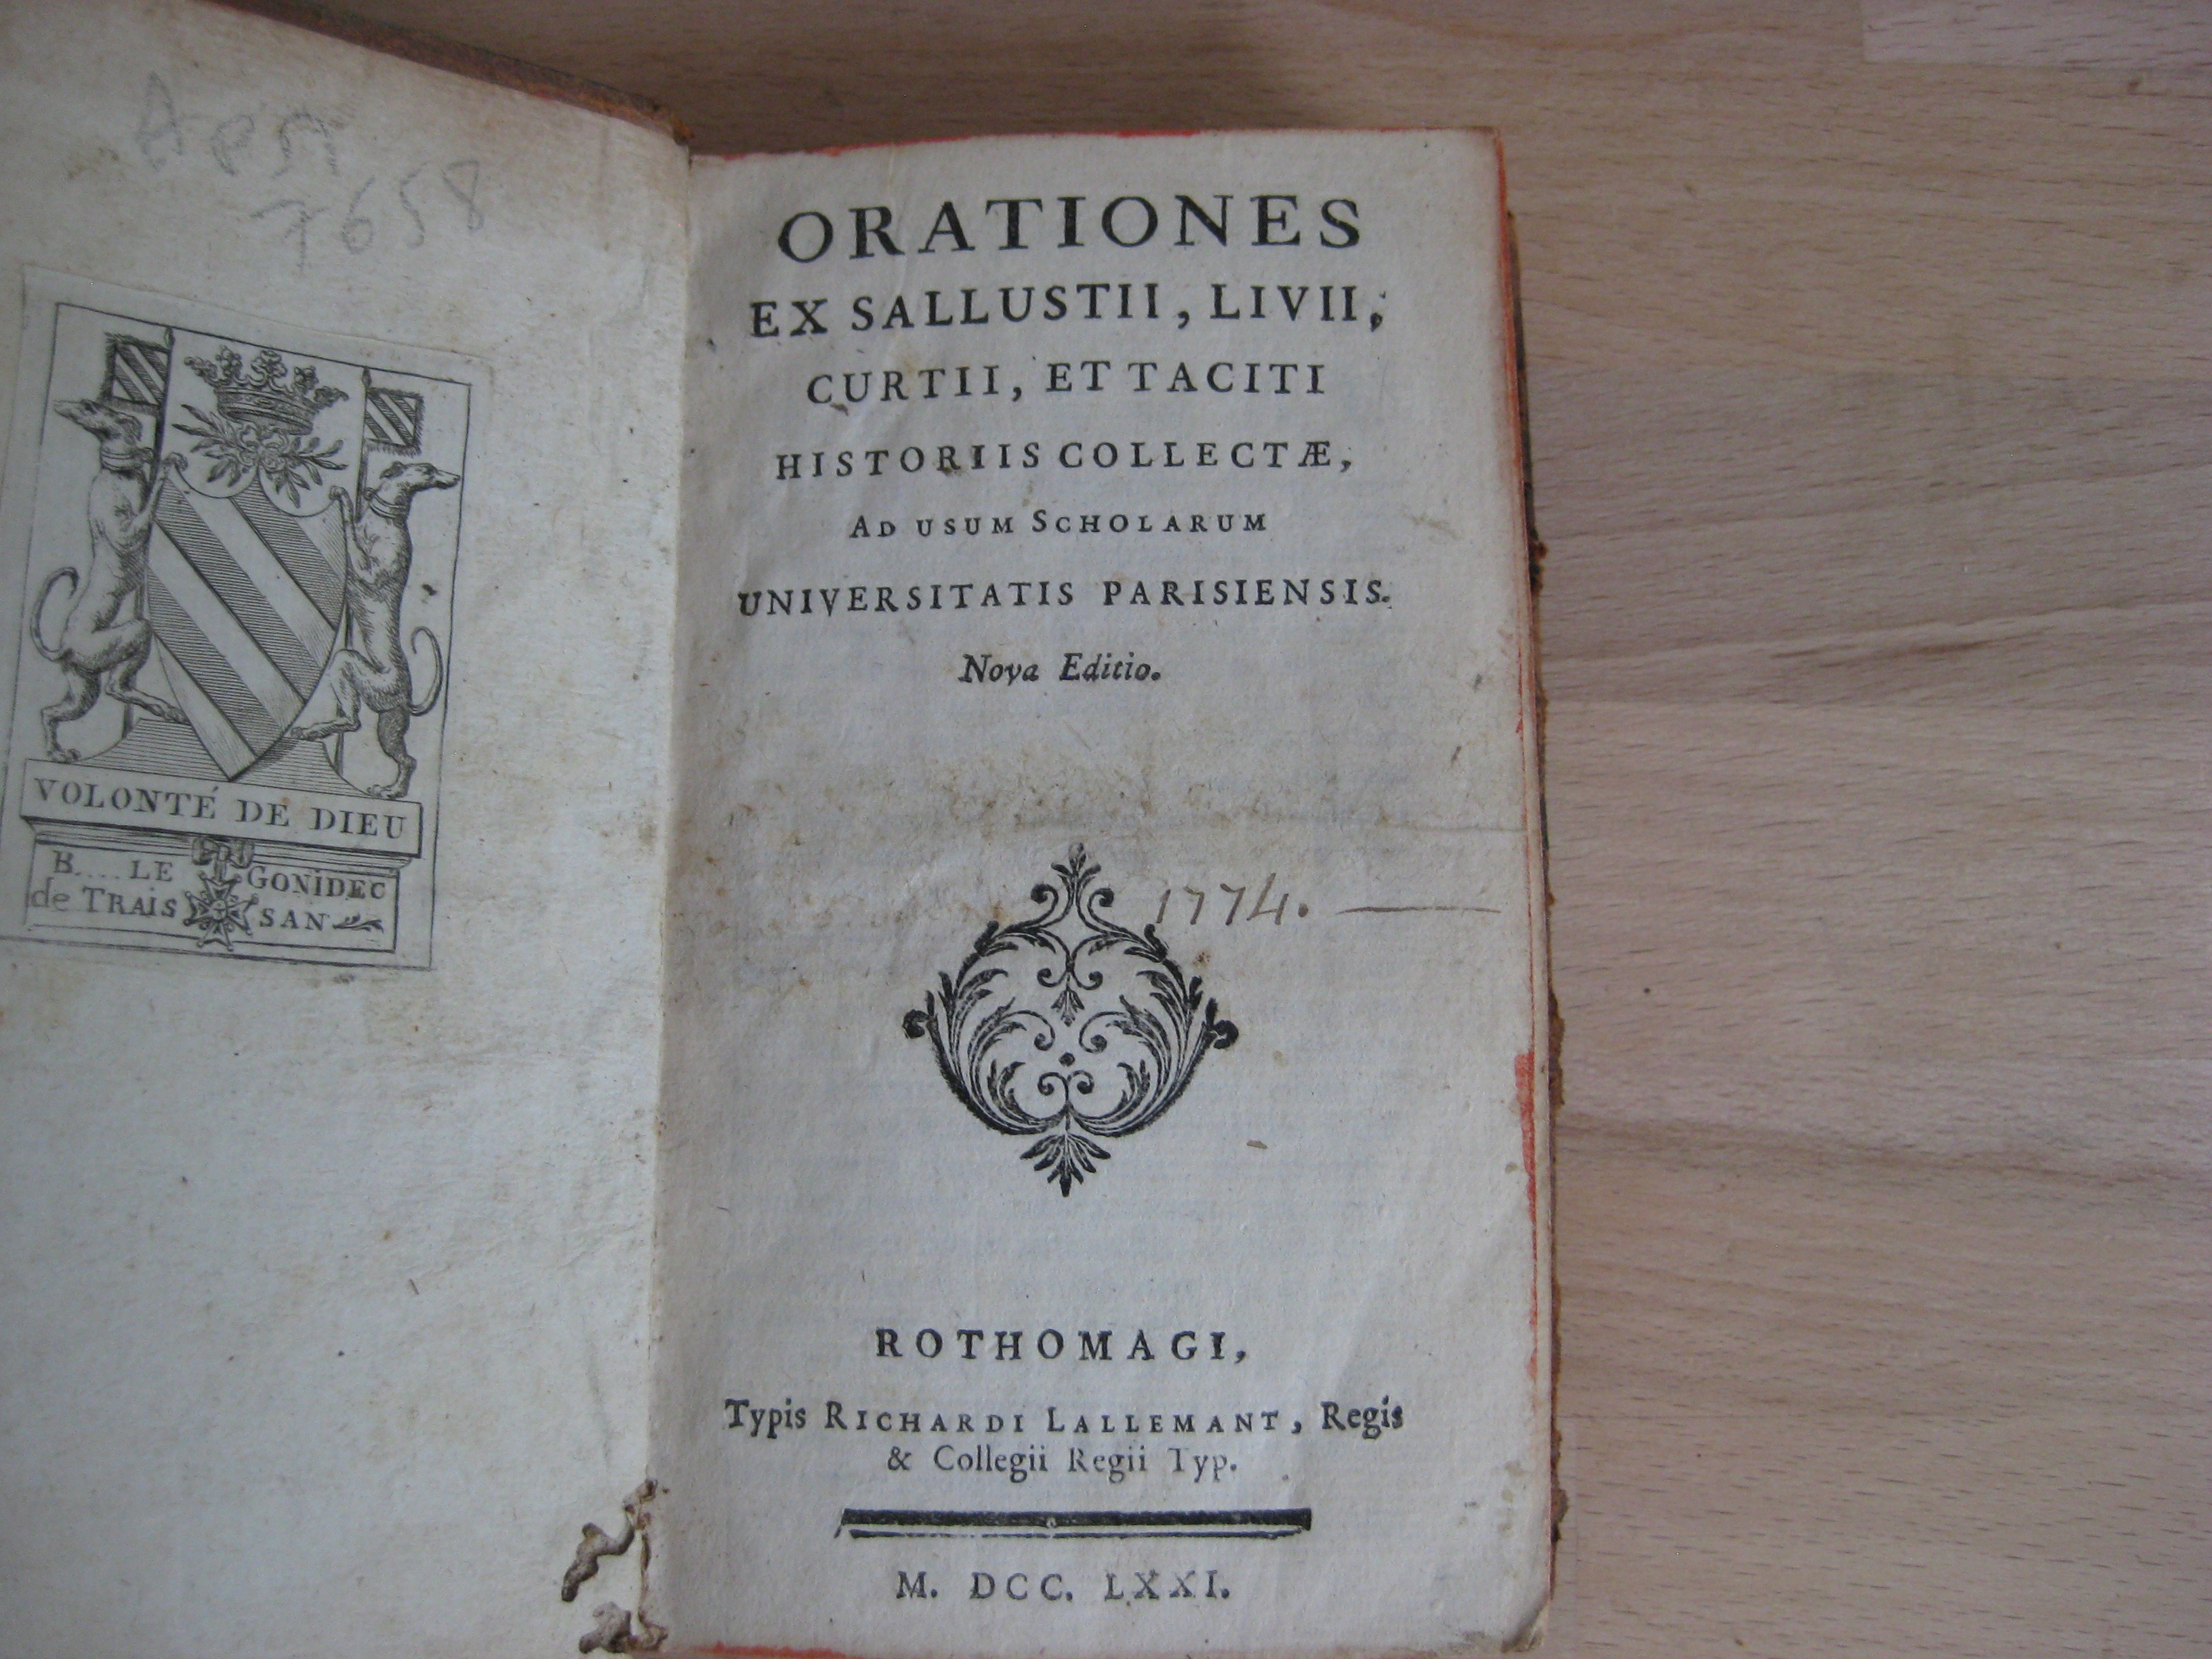 7658
VOLONTÉ DE DIEU
B.... LE GONIDEC
de TRAIS SAN
ORATIONES
EX SALLUSTII, LIVII,
CURTII, ET TACITI
HISTORIIS COLLECTÆ,
AD USUM SCHOLARUM
UNIVERSITATIS PARISIENSIS.
Nova Editio.
1774.
ROTHOMAGI,
Typis RICHARDI LALLEMANT, Regis
& Collegii Regii Typ.
M. DCC. LXXI.